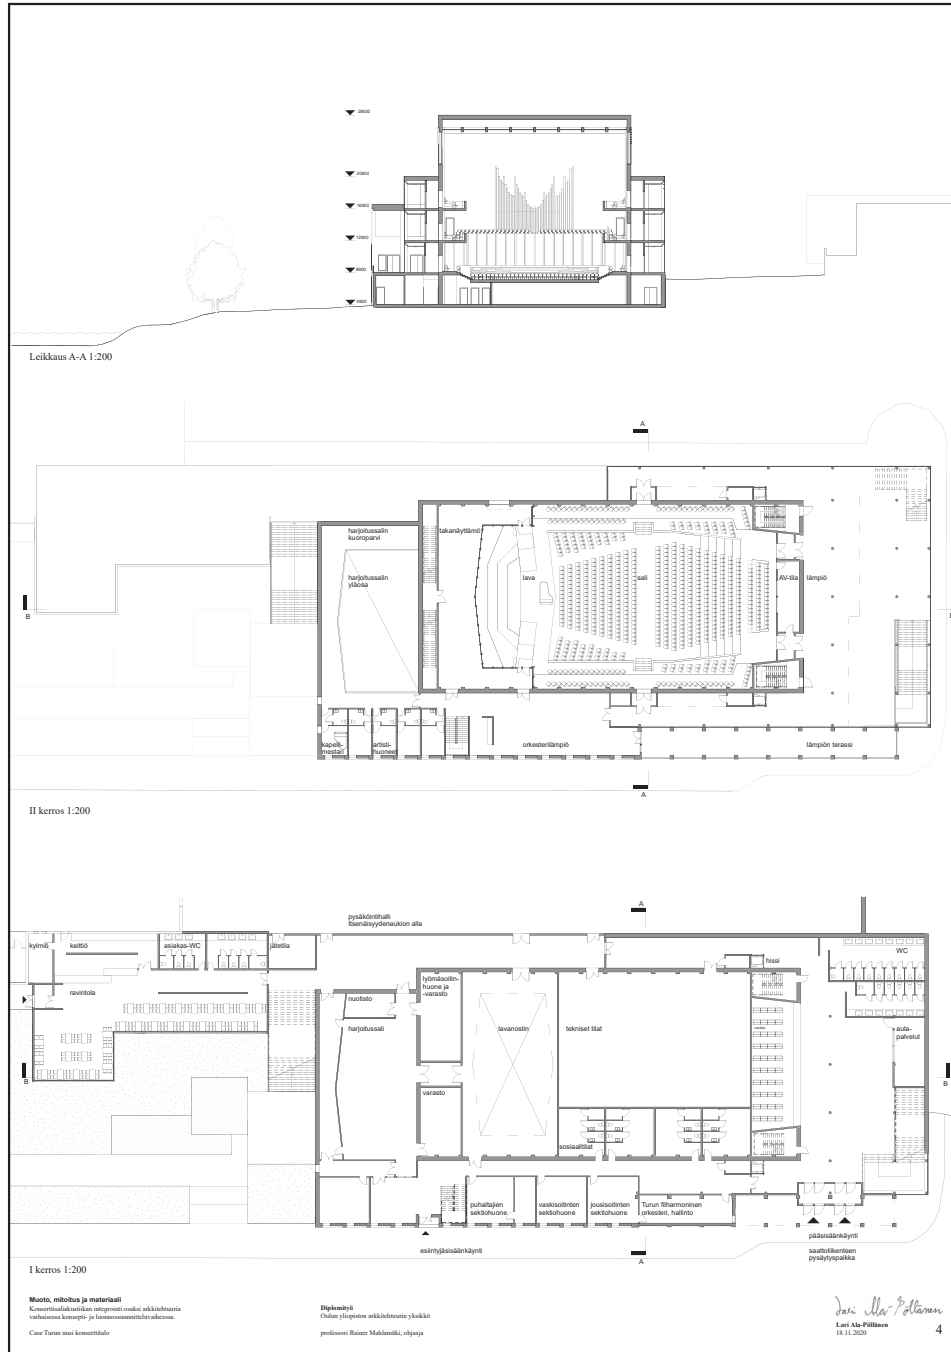 28000
20800
16800
12800
8900
4900
Leikkaus A-A 1:200
A
harjoitussalin
kuoroparvi
takanäyttämö
harjoitussalin
yläosa
lava
sali
AV-tila
lämpiö
B
kapelli-
mestari
artisti-
huoneet
orkesterilämpiö
lämpiön terassi
A
II kerros 1:200
A
pysäköintihalli
Itsenäisyydenaukion alla
kylmiö
keittiö
asiakas-WC
jätetila
WC
hissi
lyömäsoitin-
huone ja
-varasto
ravintola
nuotisto
harjoitussali
lavanostin
tekniset tilat
aula-
palvelut
B
B
varasto
sosiaalitilat
puhaltajien
sektiohuone
vaskisoitinten
sektiohuone
jousisoitinten
sektiohuone
Turun filharmoninen
orkesteri, hallinto
pääsisäänkäynti
esiintyjäsisäänkäynti
saattoliikenteen
pysäytyspaikka
A
I kerros 1:200
Muoto, mitoitus ja materiaali
Konserttisaliakustiikan integrointi osaksi arkkitehtuuria
varhaisessa konsepti- ja luonnossuunnitteluvaiheessa.
Case Turun uusi konserttitalo
Diplomityö
Oulun yliopiston arkkitehtuurin yksikkö
professori Rainer Mahlamäki, ohjaaja
Lari Ala-Pöllänen
Lari Ala-Pöllänen
18.11.2020
4